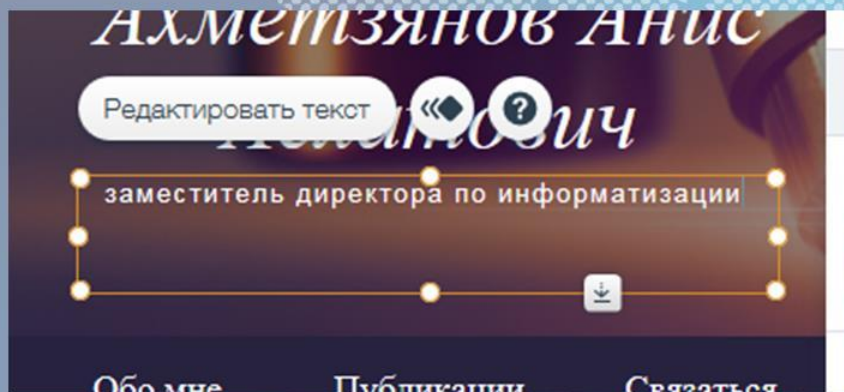 Ахметзянов Анис
Редактировать текст
?
заместитель директора по информатизации
Обо мне Публикации Связаться